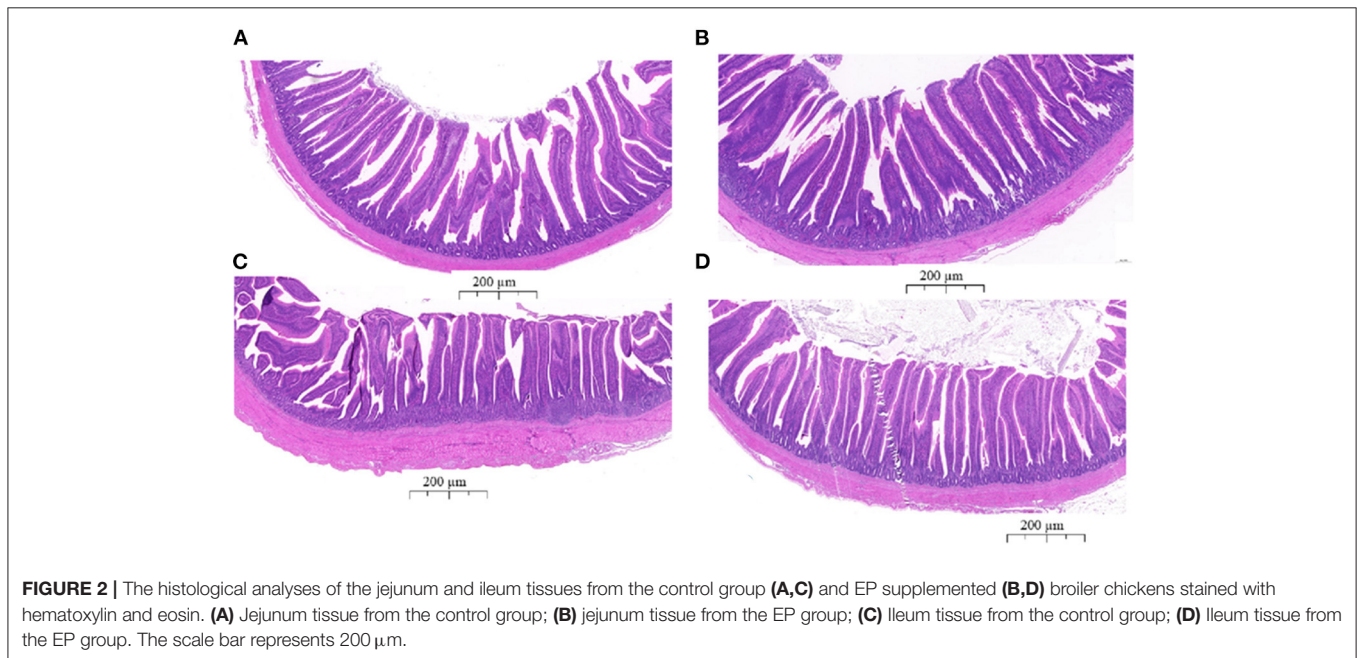 A
B
200 µm
200 µm
C
D
200 µm
200 µm
FIGURE 2 | The histological analyses of the jejunum and ileum tissues from the control group (A,C) and EP supplemented (B,D) broiler chickens stained with
hematoxylin and eosin. (A) Jejunum tissue from the control group; (B) jejunum tissue from the EP group; (C) Ileum tissue from the control group; (D) Ileum tissue from
the EP group. The scale bar represents 200 µm.